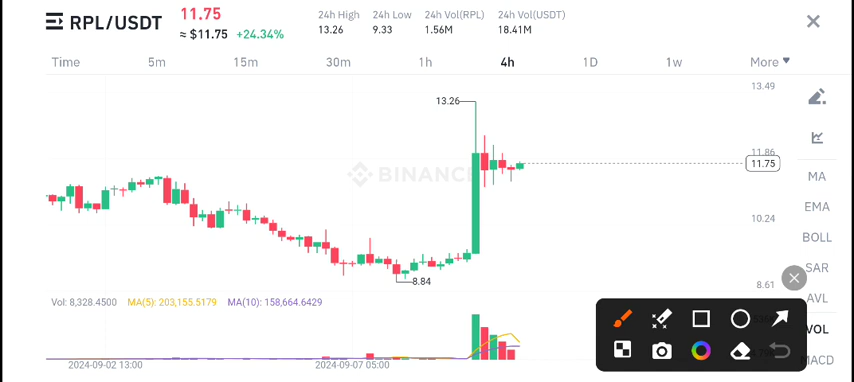 RPL/USDT
11.75
≈ $11.75 +24.34%
24h High 24h Low 24h Vol(RPL) 24h Vol(USDT)
13.26 9.33 1.56M 18.41M
Time 5m 15m 30m 1h 4h 1D 1w More
13.49
13.26
11.86
BINANCE
11.75
MA
EMA
10.24
BOLL
SAR
8.84
8.61
AVL
Vol: 8,328.4500 MA(5): 203,155.5179 MA(10): 158,664.6429
VOL
MACD
2024-09-02 13:00 2024-09-07 05:00